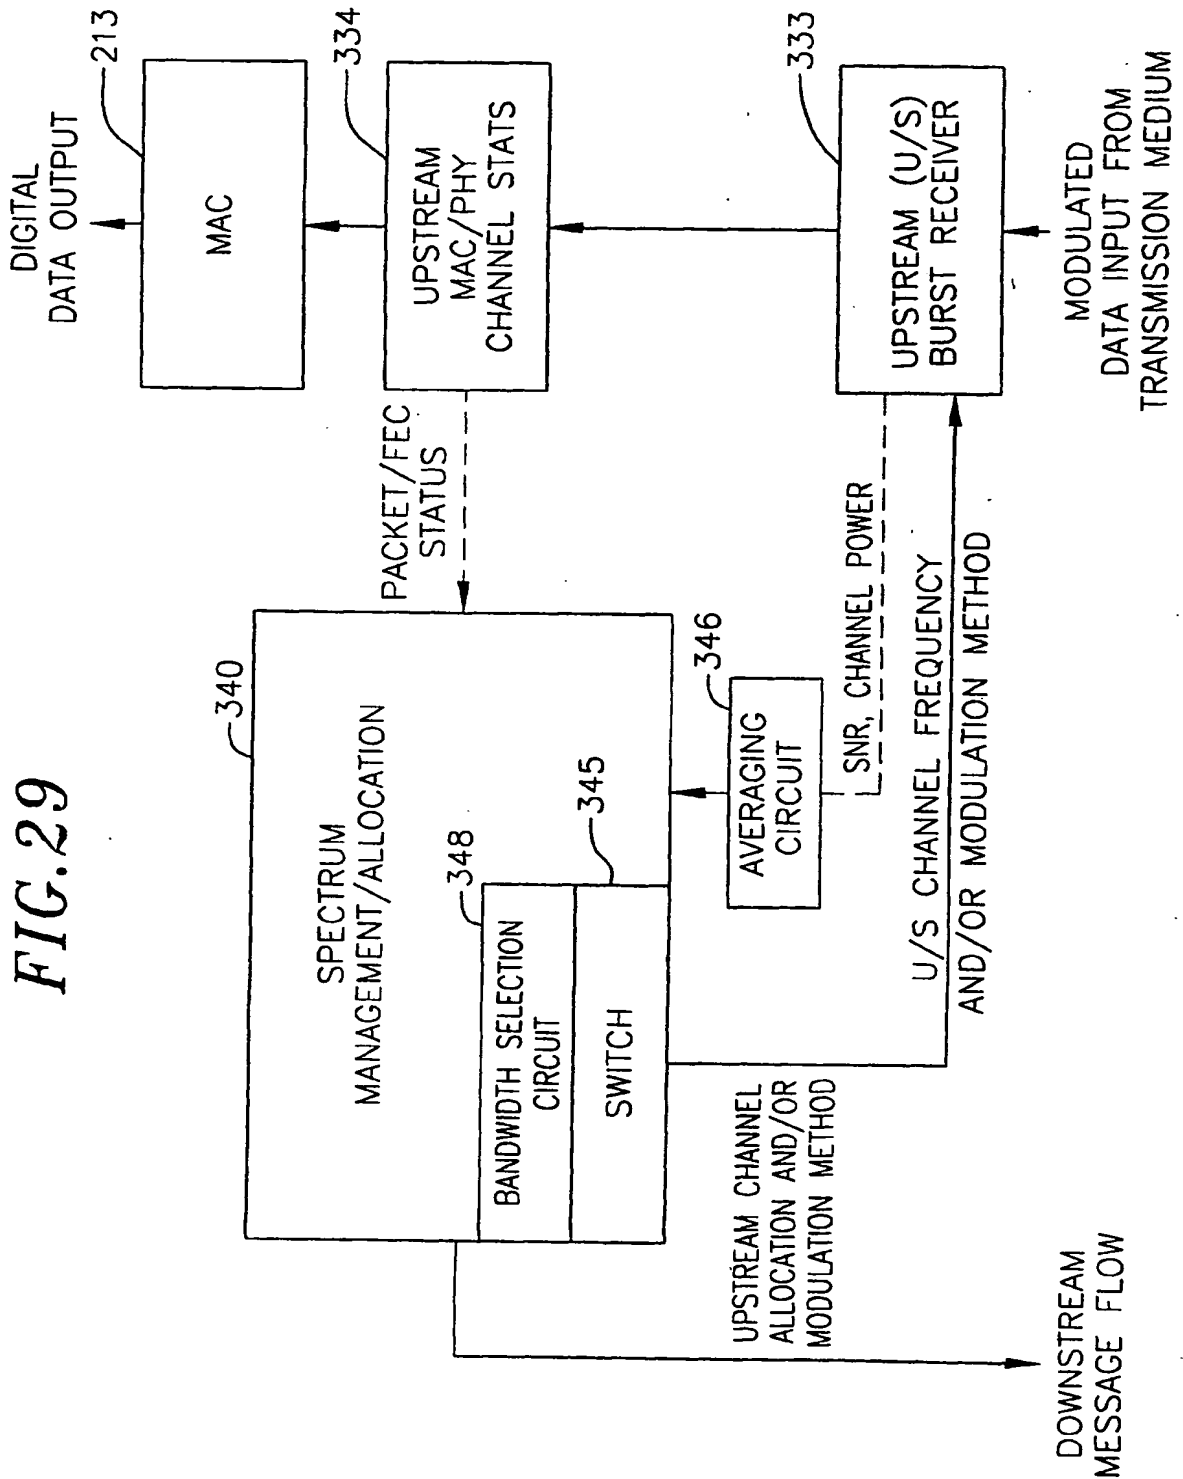 FIG.29
340
SPECTRUM
MANAGEMENT/ALLOCATION
348
BANDWIDTH SELECTION
CIRCUIT
345
SWITCH
PACKET/FEC
STATUS
346
AVERAGING
CIRCUIT
SNR, CHANNEL POWER
U/S CHANNEL FREQUENCY
AND/OR MODULATION METHOD
UPSTREAM CHANNEL
ALLOCATION AND/OR
MODULATION METHOD
DOWNSTREAM
MESSAGE FLOW
DIGITAL
DATA OUTPUT
213
MAC
334
UPSTREAM
MAC/PHY
CHANNEL STATS
333
UPSTREAM (U/S)
BURST RECEIVER
MODULATED
DATA INPUT FROM
TRANSMISSION MEDIUM